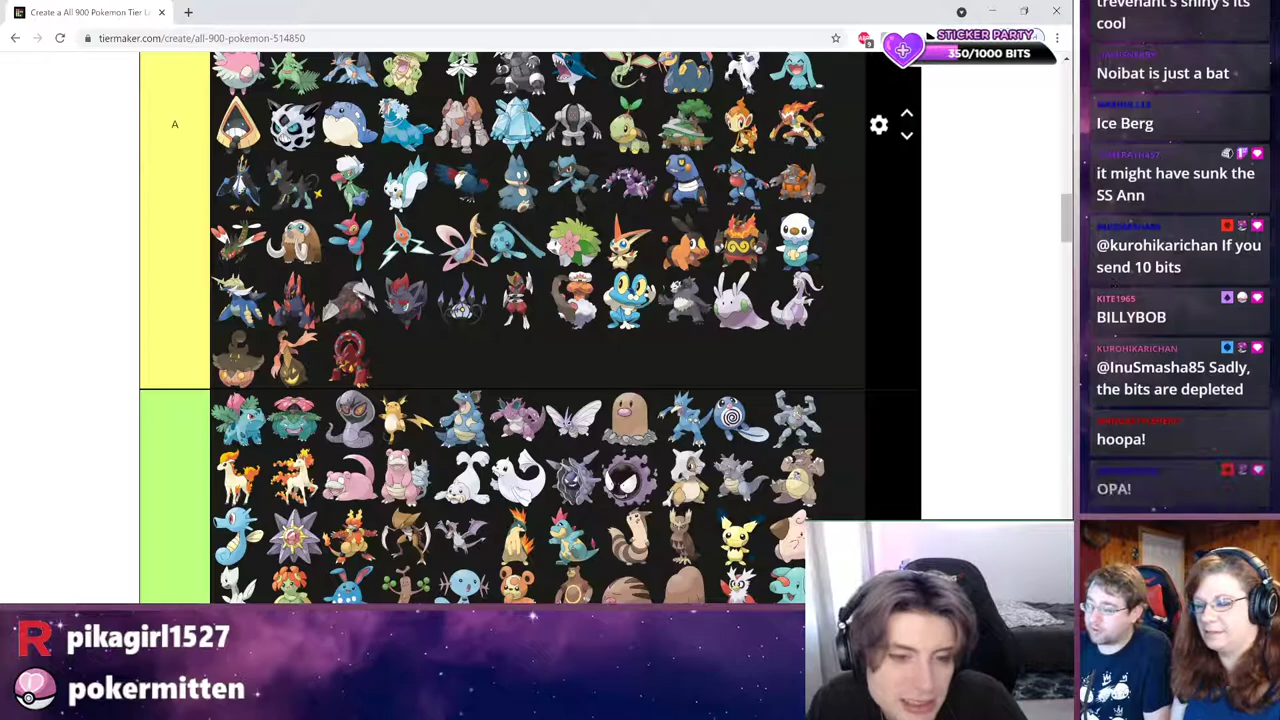 Create a All 900 Pokemon Tier Li
tiermaker.com/create/all-900-pokemon-514850
STICKER PARTY
350/1000 BITS
A
trevenant's shiny's its
cool
Noibat is just a bat
Ice Berg
it might have sunk the
SS Ann
@kurohikarichan If you
send 10 bits
KITE1965
BILLYBOB
KUROHIKARICHAN
@InuSmasha85 Sadly,
the bits are depleted
hoopa!
OPA!
R pikagirl1527
pokermitten